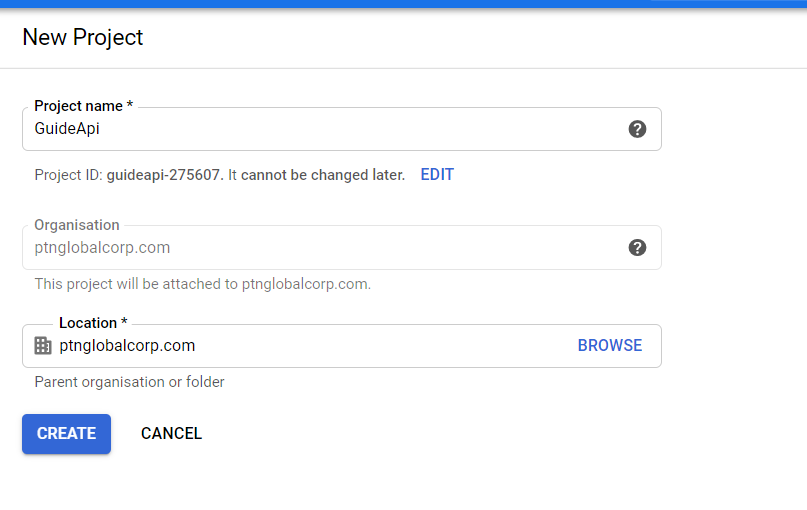 New Project
Project name *
GuideApi
Project ID: guideapi-275607. It cannot be changed later. EDIT
Organisation
ptnglobalcorp.com
This project will be attached to ptnglobalcorp.com.
Location *
ptnglobalcorp.com BROWSE
Parent organisation or folder
CREATE CANCEL